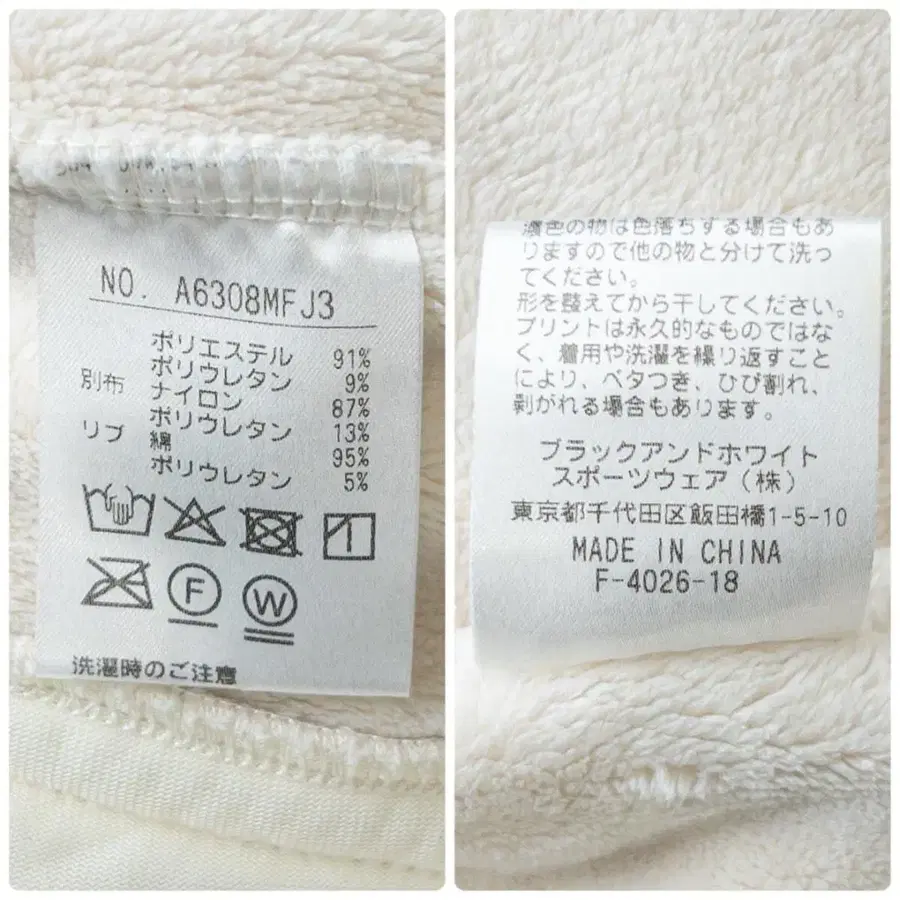 NO. A6308MFJ3
ポリエステル 91%
ポリウレタン 9%
別布 ナイロン 87%
ポリウレタン 13%
リブ 綿 95%
ポリウレタン 5%
F
W
洗濯時のご注意
濃色の物は色落ちする場合もあ
りますので他の物と分けて洗っ
てください。
形を整えてから干してください。
プリントは永久的なものではな
く、着用や洗濯を繰り返すこと
により、ベタつき、ひび割れ、
剥がれる場合もあります。
ブラックアンドホワイト
スポーツウェア(株)
東京都千代田区飯田橋1-5-10
MADE IN CHINA
F-4026-18